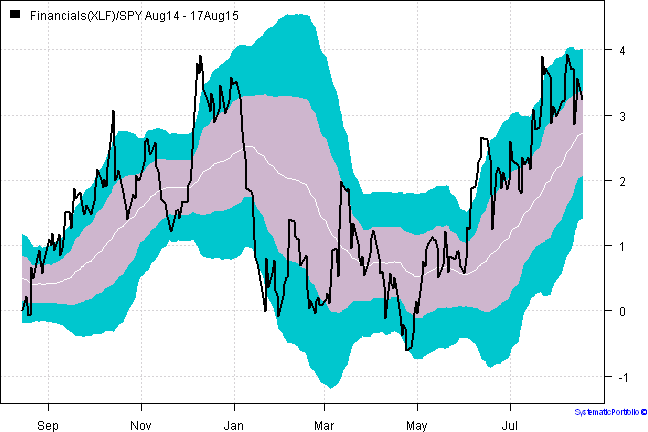 Financials(XLF)/SPY Aug14 - 17Aug15
4
3
2
1
0
-1
Sep Nov Jan Mar May Jul
SystematicPortfolio ©